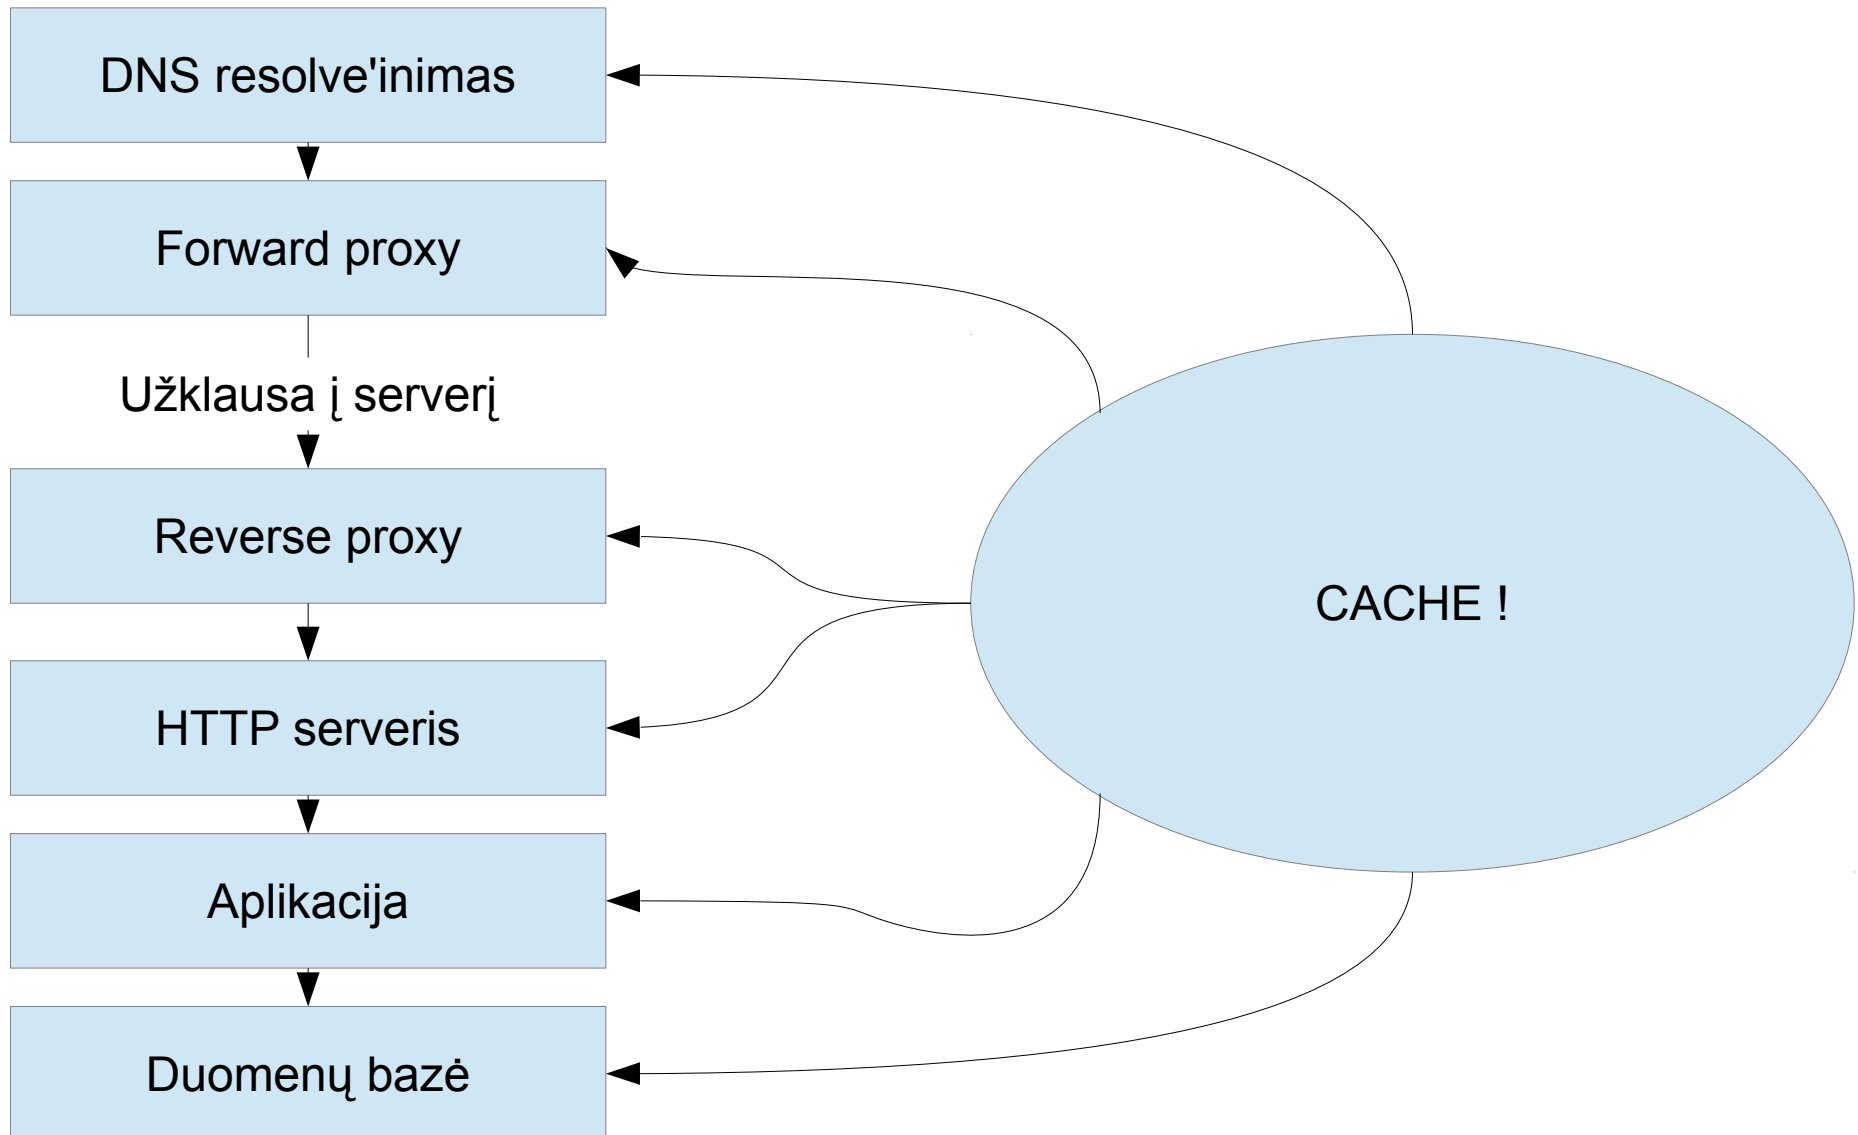 DNS resolve'inimas
Forward proxy
Užklausa į serverį
Reverse proxy
CACHE !
HTTP serveris
Aplikacija
Duomenų bazė